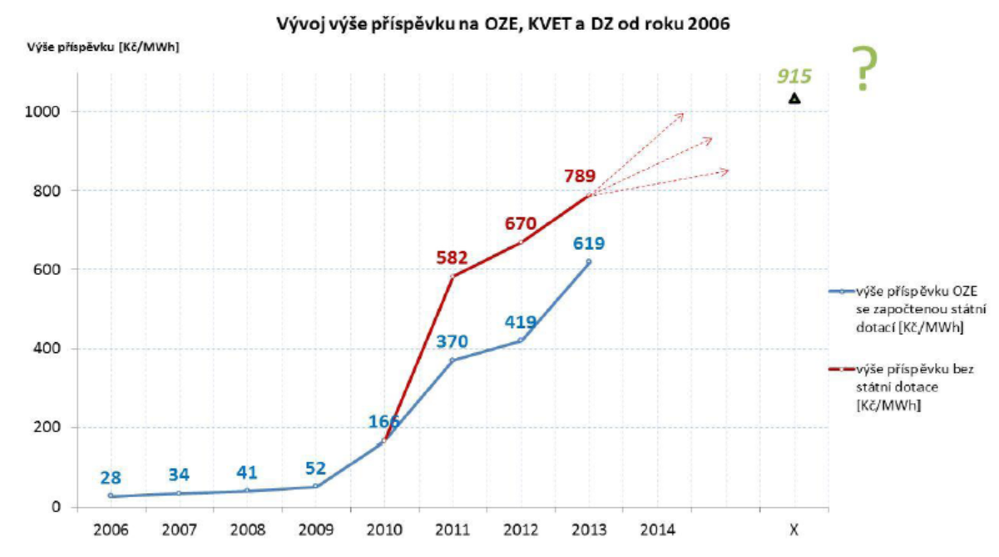 Vývoj výše příspěvku na OZE, KVET a DZ od roku 2006
Výše příspěvku [Kč/MWh]
?
915
1000
800
789
670
619
600
582
výše příspěvku OZE
se započtenou státní
dotací [Kč/MWh]
419
370
400
výše příspěvku bez
státní dotace
[Kč/MWh]
200
166
28
34
41
52
0
2006 2007 2008 2009 2010 2011 2012 2013 2014 X